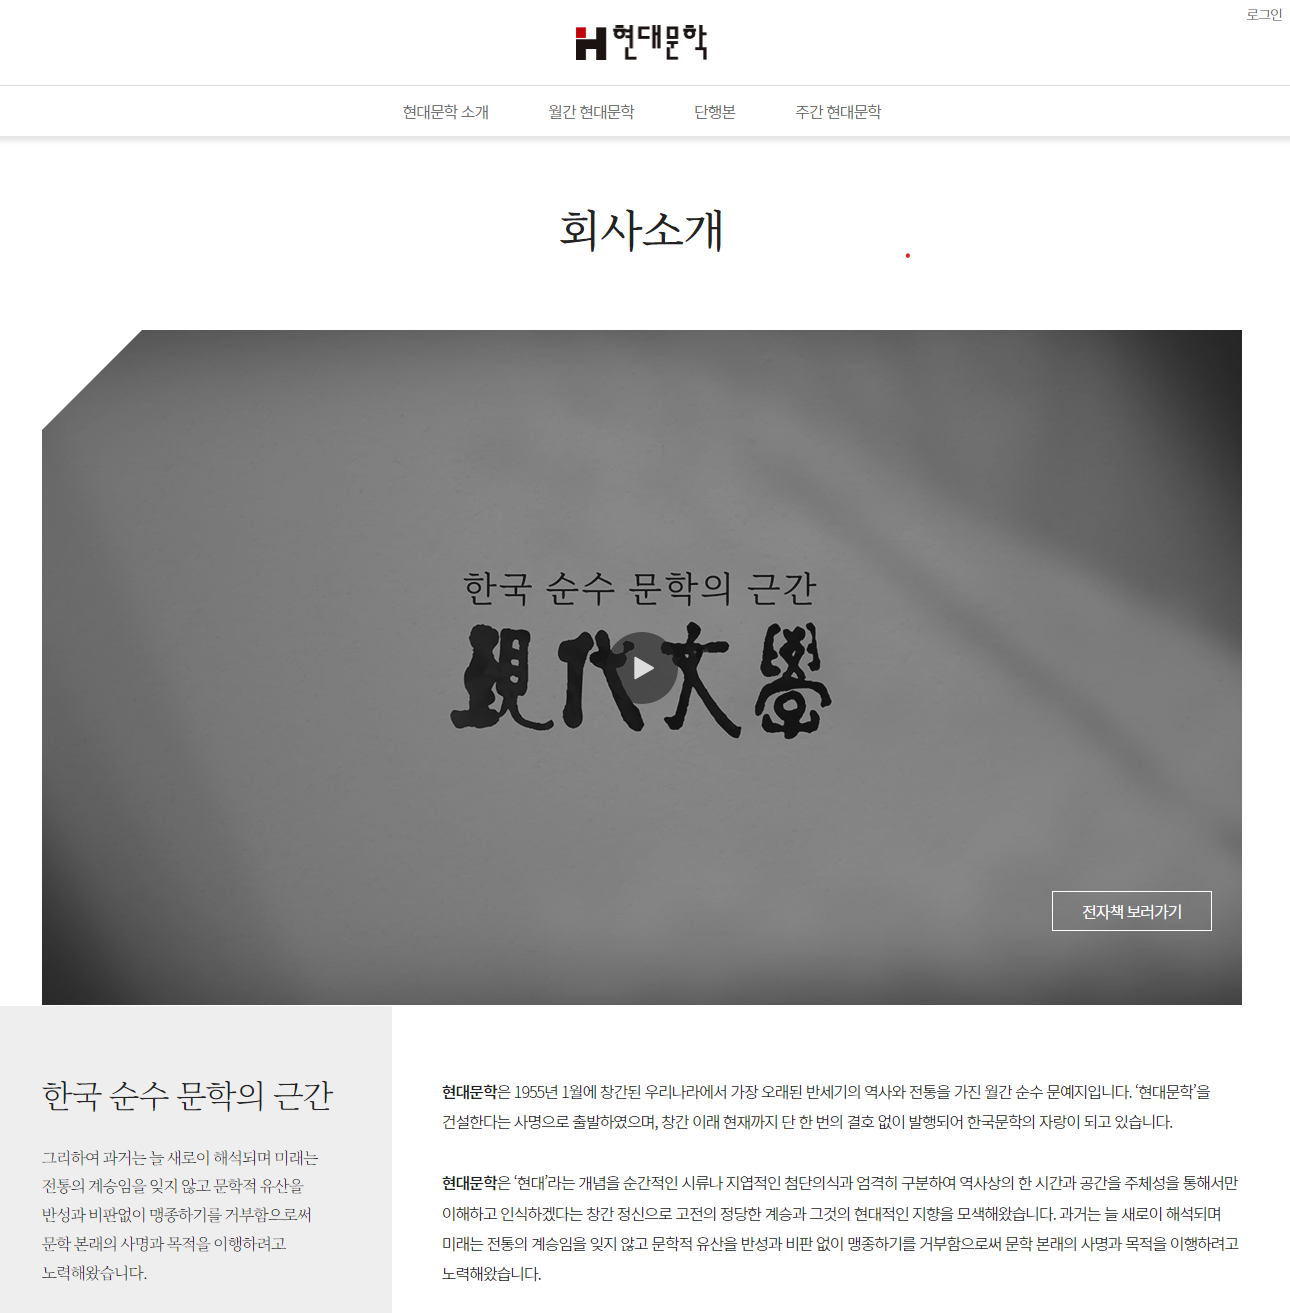 로그인
현대문학
현대문학 소개
월간 현대문학
단행본
주간 현대문학
회사소개
한국 순수 문학의 근간
現代文學
전자책 보러가기
한국 순수 문학의 근간
그리하여 과거는 늘 새로이 해석되며 미래는
전통의 계승임을 잊지 않고 문학적 유산을
반성과 비판없이 맹종하기를 거부함으로써
문학 본래의 사명과 목적을 이행하려고
노력해왔습니다.
현대문학은 1955년 1월에 창간된 우리나라에서 가장 오래된 반세기의 역사와 전통을 가진 월간 순수 문예지입니다. ‘현대문학’을
건설한다는 사명으로 출발하였으며, 창간 이래 현재까지 단 한 번의 결호 없이 발행되어 한국문학의 자랑이 되고 있습니다.
현대문학은 ‘현대’라는 개념을 순간적인 시류나 지엽적인 첨단의식과 엄격히 구분하여 역사상의 한 시간과 공간을 주체성을 통해서만
이해하고 인식하겠다는 창간 정신으로 고전의 정당한 계승과 그것의 현대적인 지향을 모색해왔습니다. 과거는 늘 새로이 해석되며
미래는 전통의 계승임을 잊지 않고 문학적 유산을 반성과 비판 없이 맹종하기를 거부함으로써 문학 본래의 사명과 목적을 이행하려고
노력해왔습니다.